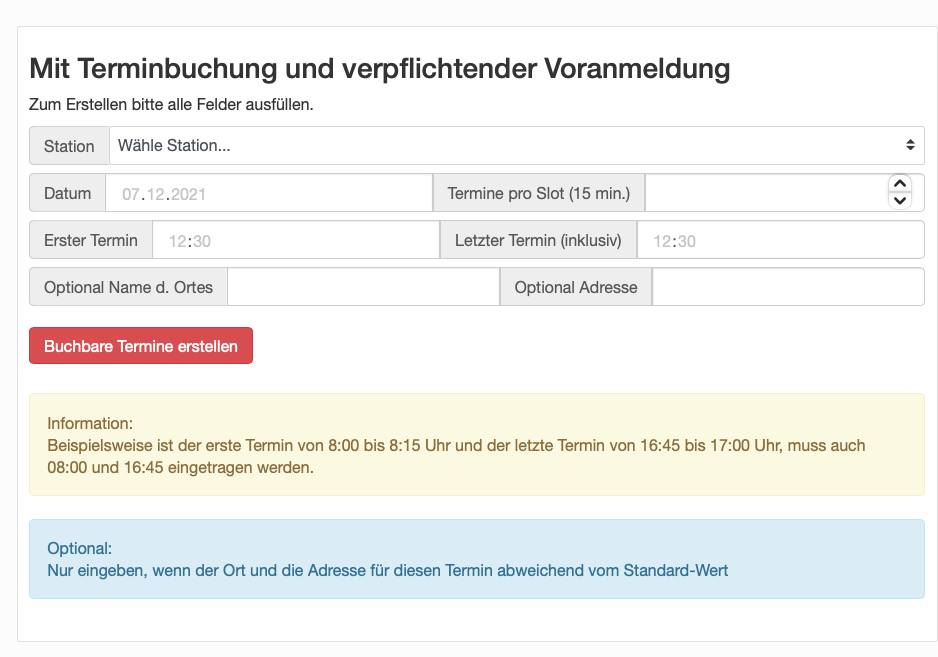 Mit Terminbuchung und verpflichtender Voranmeldung
Zum Erstellen bitte alle Felder ausfüllen.
Station Wähle Station...
Datum 07.12.2021 Termine pro Slot (15 min.)
Erster Termin 12:30 Letzter Termin (inklusiv) 12:30
Optional Name d. Ortes Optional Adresse
Buchbare Termine erstellen
Information:
Beispielsweise ist der erste Termin von 8:00 bis 8:15 Uhr und der letzte Termin von 16:45 bis 17:00 Uhr, muss auch
08:00 und 16:45 eingetragen werden.
Optional:
Nur eingeben, wenn der Ort und die Adresse für diesen Termin abweichend vom Standard-Wert